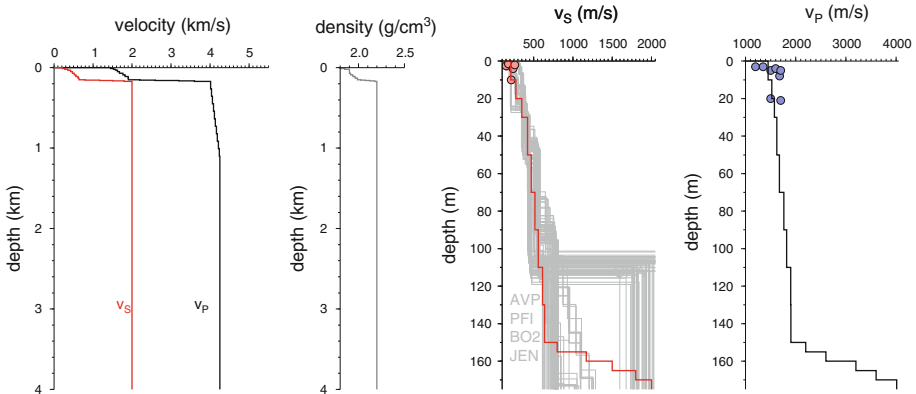 velocity (km/s)
0 1 2 3 4 5
depth (km)
0
1
2
3
4
vS
vP
density (g/cm³)
2.0 2.5
depth (km)
0
1
2
3
4
vS (m/s)
500 1000 1500 2000
depth (m)
0
20
40
60
80
100
120
140
160
AVP
PFI
BO2
JEN
vP (m/s)
1000 2000 3000 4000
depth (m)
0
20
40
60
80
100
120
140
160